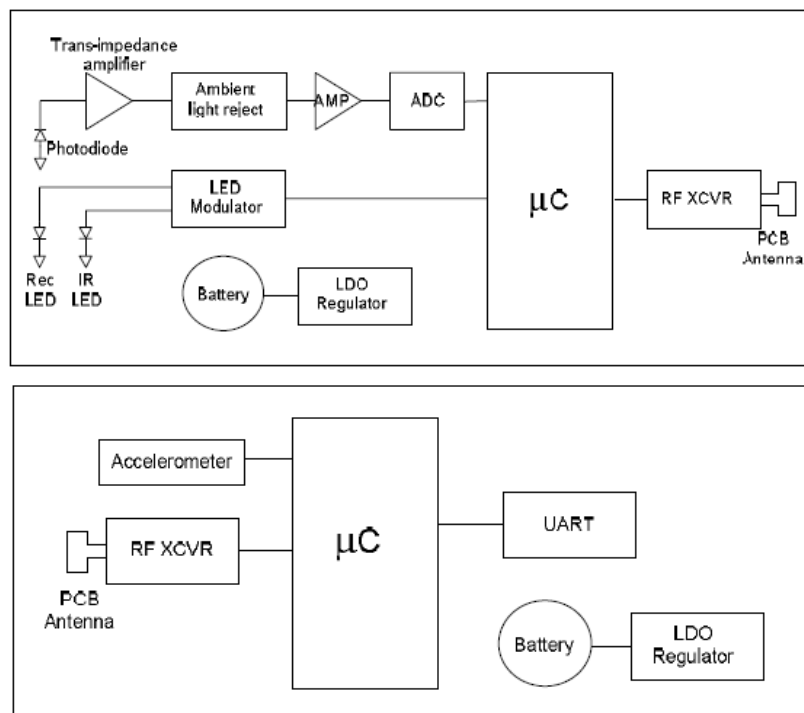 Trans-impedance
amplifier
Ambient
light reject
AMP
ADC
Photodiode
LED
Modulator
μC
RF XCVR
PCB
Antenna
Rec
LED
IR
LED
Battery
LDO
Regulator
Accelerometer
μC
RF XCVR
UART
PCB
Antenna
Battery
LDO
Regulator